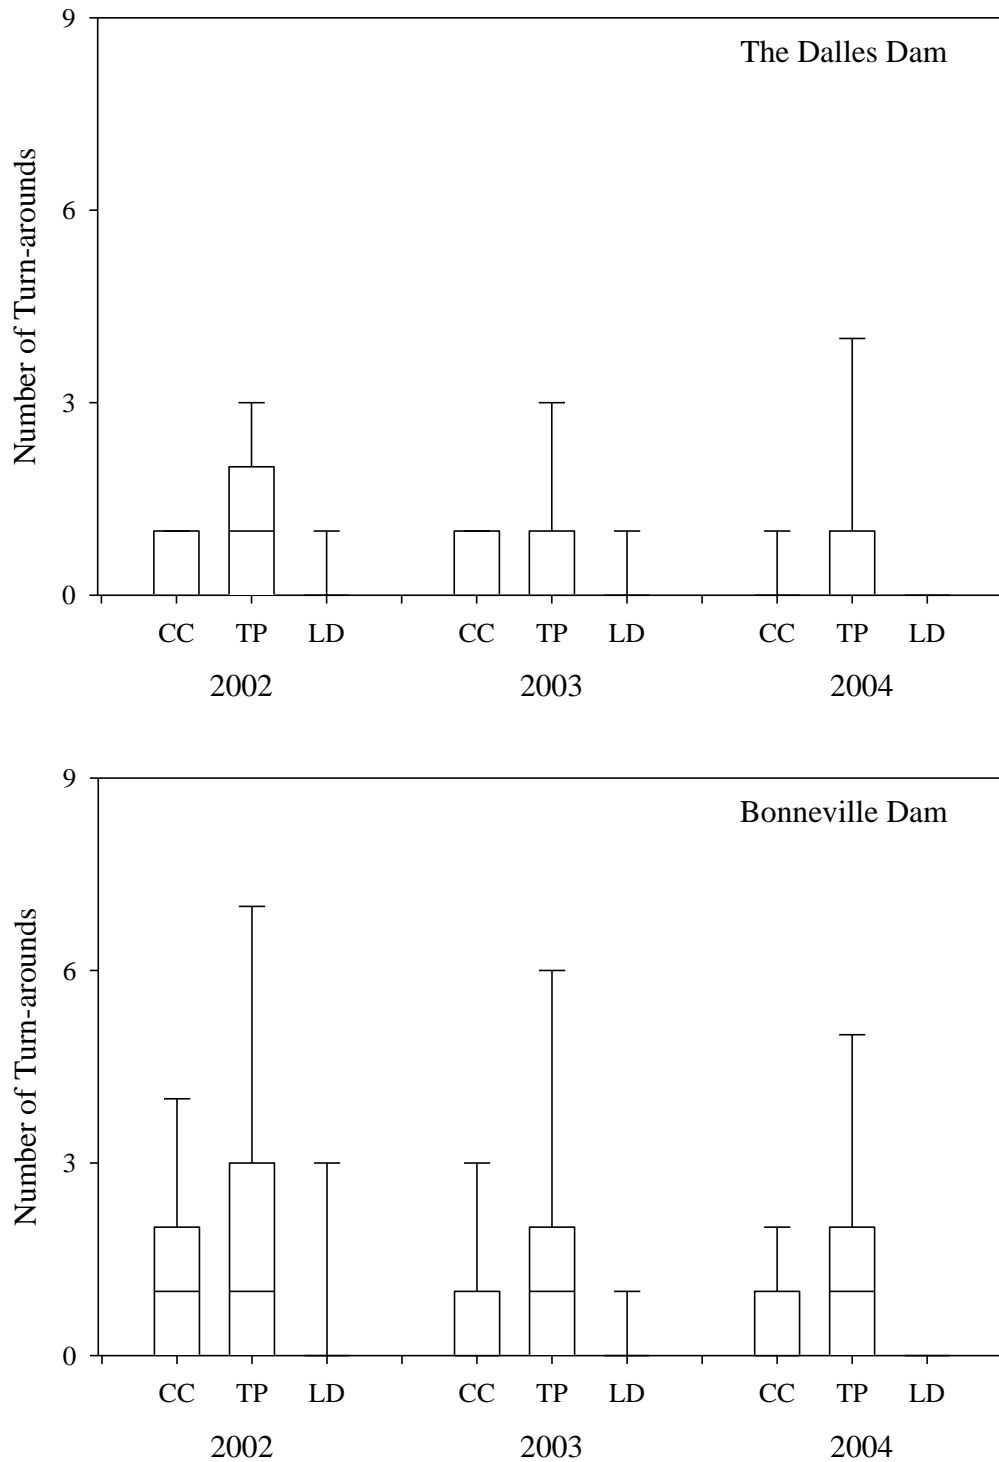 The Dalles Dam
Number of Turn-arounds
9
6
3
0
CC TP LD CC TP LD CC TP LD
2002 2003 2004
Bonneville Dam
Number of Turn-arounds
9
6
3
0
CC TP LD CC TP LD CC TP LD
2002 2003 2004